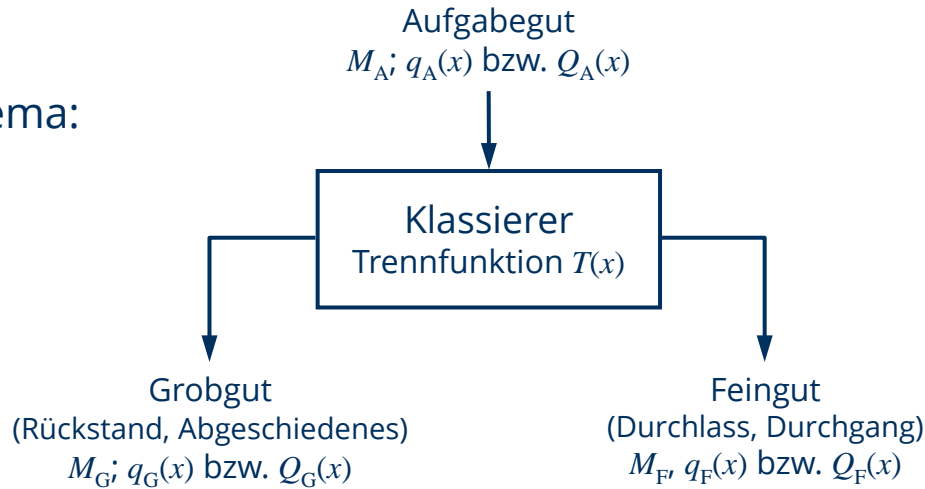 Aufgabegut
M_A; q_A(x) bzw. Q_A(x)
ema:
Klassierer
Trennfunktion T(x)
Grobgut
(Rückstand, Abgeschiedenes)
M_G; q_G(x) bzw. Q_G(x)
Feingut
(Durchlass, Durchgang)
M_F, q_F(x) bzw. Q_F(x)